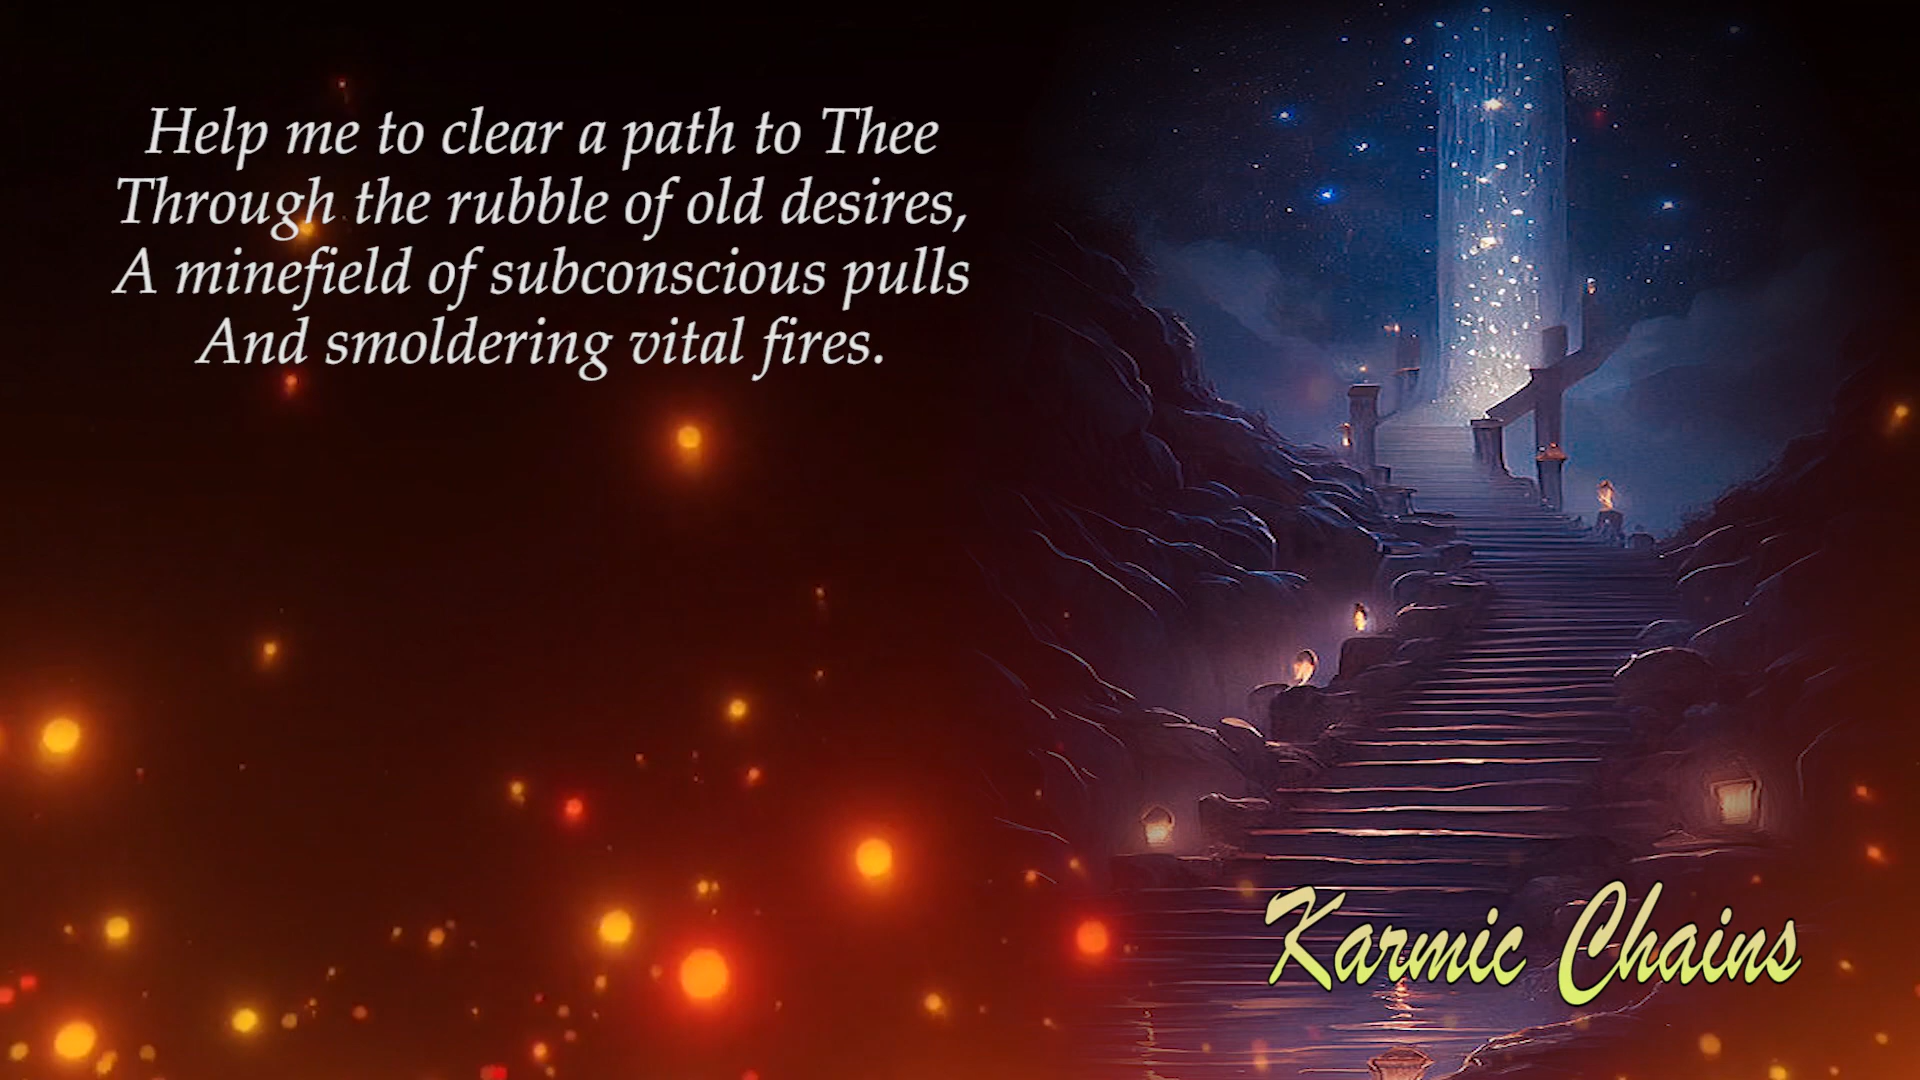 Help me to clear a path to Thee
Through the rubble of old desires,
A minefield of subconscious pulls
And smoldering vital fires.
Karmic Chains